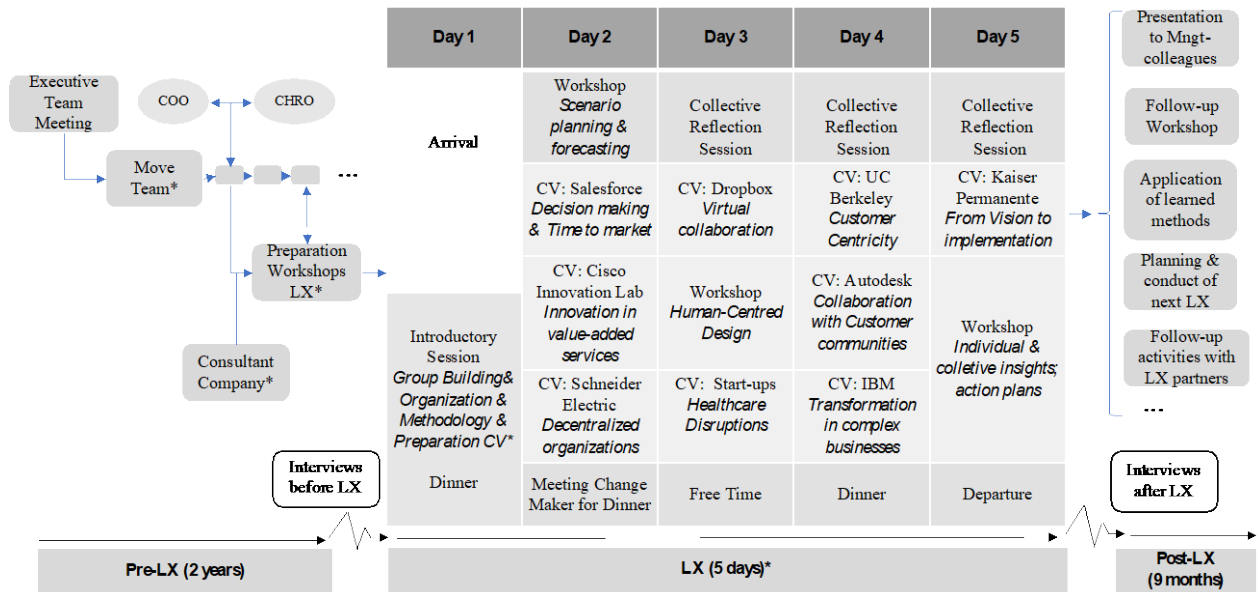 Executive
Team
Meeting
COO
CHRO
Move
Team*
...
Preparation
Workshops
LX*
Consultant
Company*
Interviews
before LX
Pre-LX (2 years)
Day 1
Day 2
Day 3
Day 4
Day 5
Arrival
Workshop
Scenario
planning &
forecasting
Collective
Reflection
Session
Collective
Reflection
Session
Collective
Reflection
Session
CV: Salesforce
Decision making
& Time to market
CV: Dropbox
Virtual
collaboration
CV: UC
Berkeley
Customer
Centricity
CV: Kaiser
Permanente
From Vision to
implementation
Introductory
Session
Group Building&
Organization &
Methodology &
Preparation CV*
CV: Cisco
Innovation Lab
Innovation in
value-added
services
Workshop
Human-Centred
Design
CV: Autodesk
Collaboration
with Customer
communities
Workshop
Individual &
colletive insights;
action plans
CV: Schneider
Electric
Decentralized
organizations
CV:  Start-ups
Healthcare
Disruptions
CV: IBM
Transformation
in complex
businesses
Dinner
Meeting Change
Maker for Dinner
Free Time
Dinner
Departure
LX (5 days)*
Presentation
to Mngt-
colleagues
Follow-up
Workshop
Application
of learned
methods
Planning &
conduct of
next LX
Follow-up
activities with
LX partners
...
Interviews
after LX
Post-LX
(9 months)